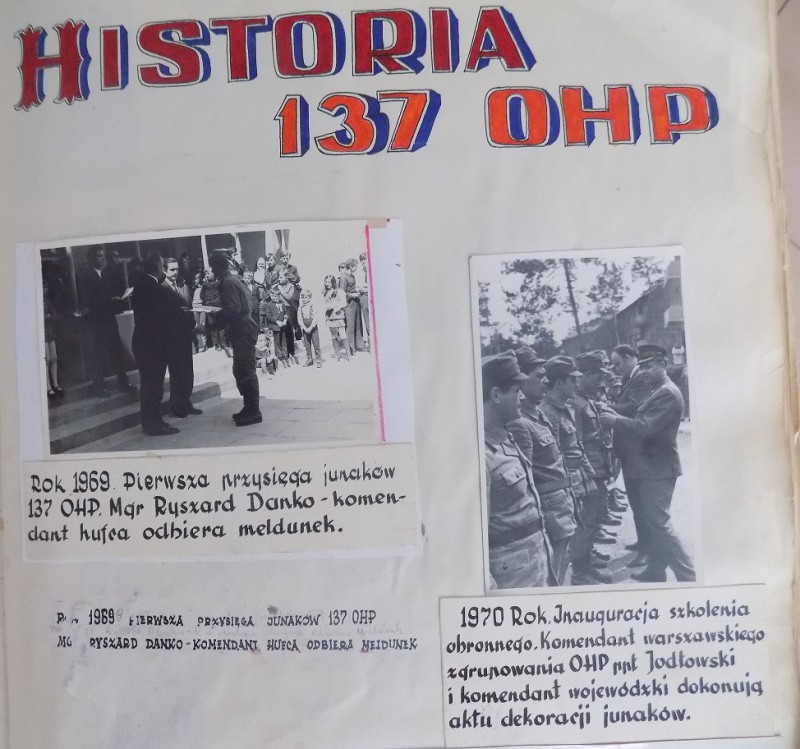 HISTORIA
137 OHP
Rok 1969. Pierwsza przysięga junaków
137 OHP. Mgr Ryszard Danko - komen-
dant hufca odbiera meldunek.
1969 PIERWSZA PRZYSIĘGA JUNAKÓW 137 OHP
RYSZARD DANKO - KOMENDANT HUFCA ODBIERA MELDUNEK
1970 Rok. Inauguracja szkolenia
obronnego. Komendant warszawskiego
zgrupowania OHP ppt Jodłowski
i komendant wojewódzki dokonują
aktu dekoracji junaków.